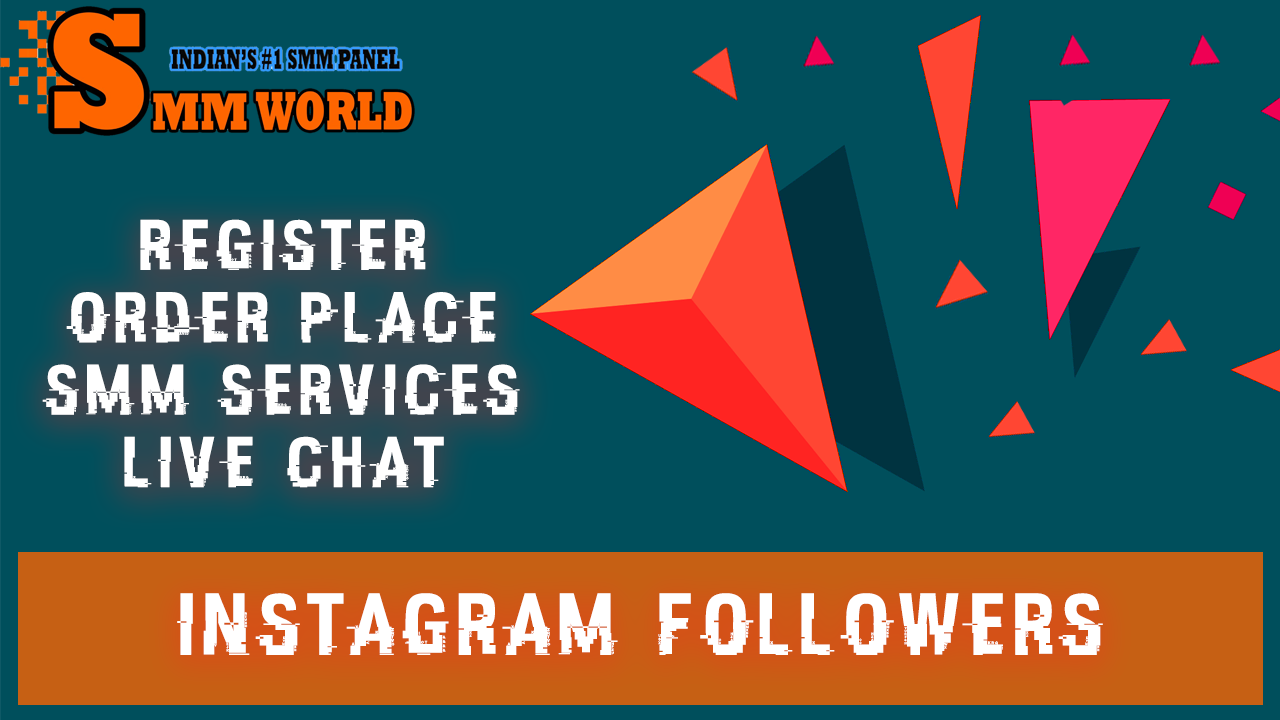 INDIAN'S #1 SMM PANEL
SMM WORLD
REGISTER
ORDER PLACE
SMM SERVICES
LIVE CHAT
INSTAGRAM FOLLOWERS